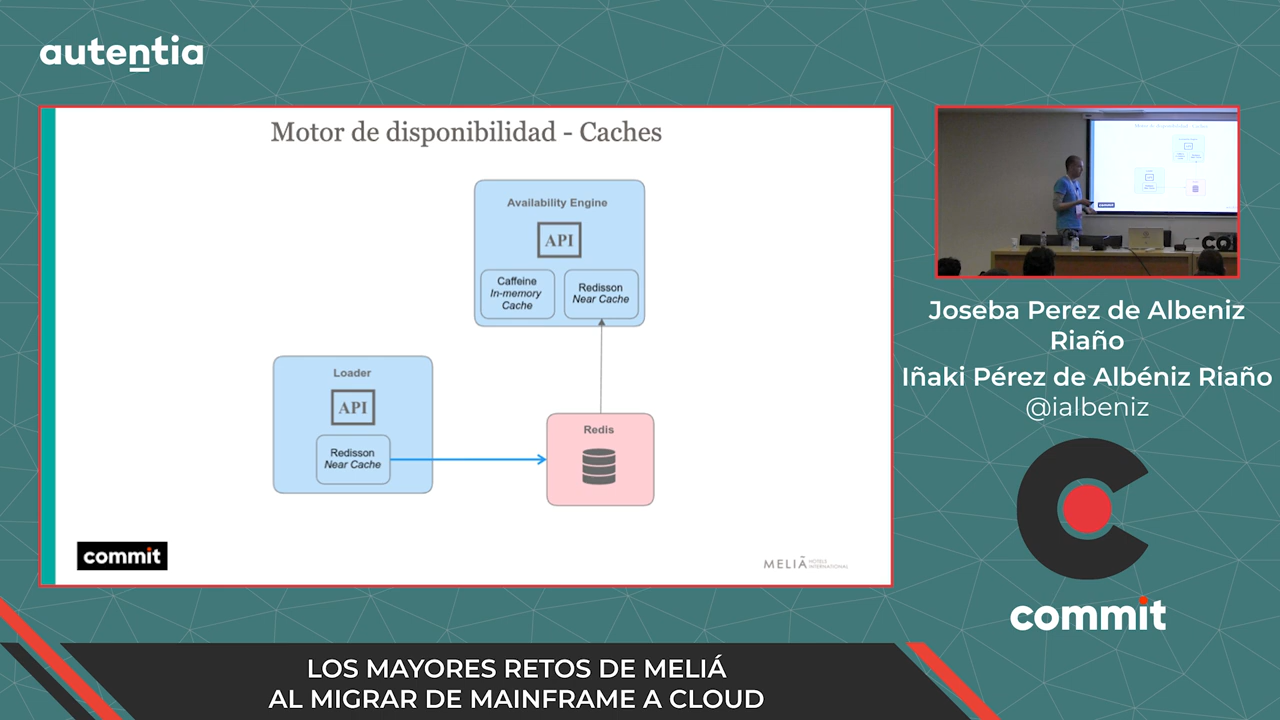 autentia
Motor de disponibilidad - Caches
Availability Engine
API
Caffeine
In-memory
Cache
Redisson
Near Cache
Loader
API
Redisson
Near Cache
Redis
commit
MELIÁ HOTELS
INTERNATIONAL
Joseba Perez de Albeniz
Riaño
Iñaki Pérez de Albéniz Riaño
@ialbeniz
commit
LOS MAYORES RETOS DE MELIÁ
AL MIGRAR DE MAINFRAME A CLOUD